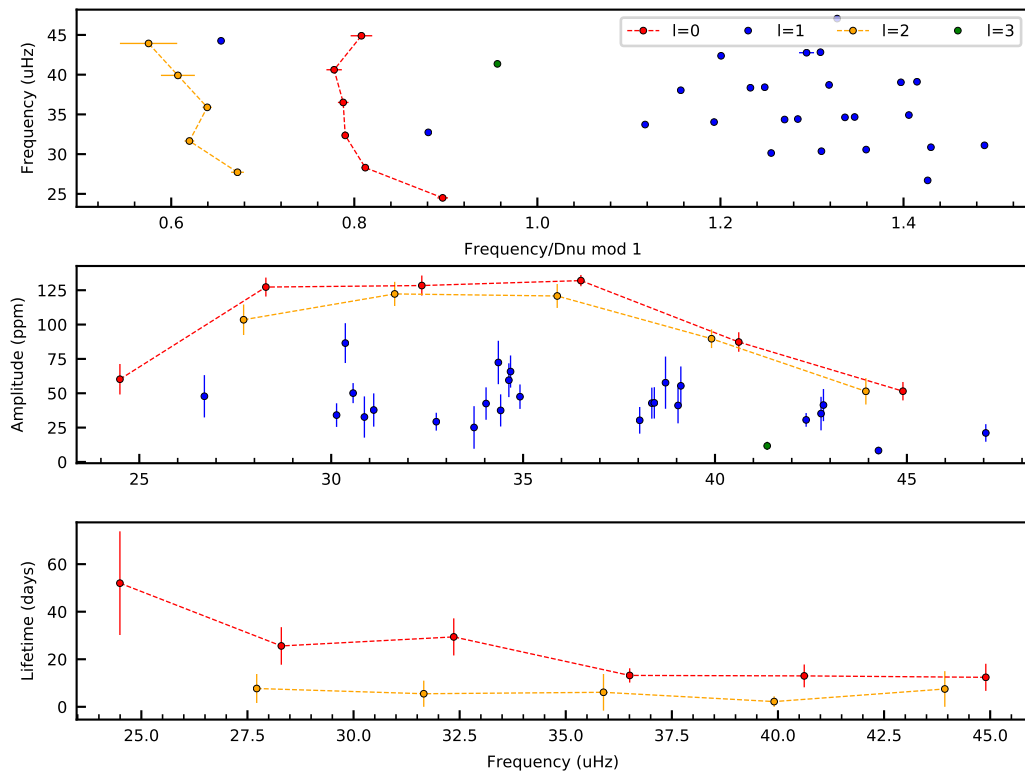 Frequency (uHz)
45
40
35
30
25
l=0 l=1 l=2 l=3
0.6 0.8 1.0 1.2 1.4
Frequency/Dnu mod 1
Amplitude (ppm)
125
100
75
50
25
0
25 30 35 40 45
Lifetime (days)
60
40
20
0
25.0 27.5 30.0 32.5 35.0 37.5 40.0 42.5 45.0
Frequency (uHz)